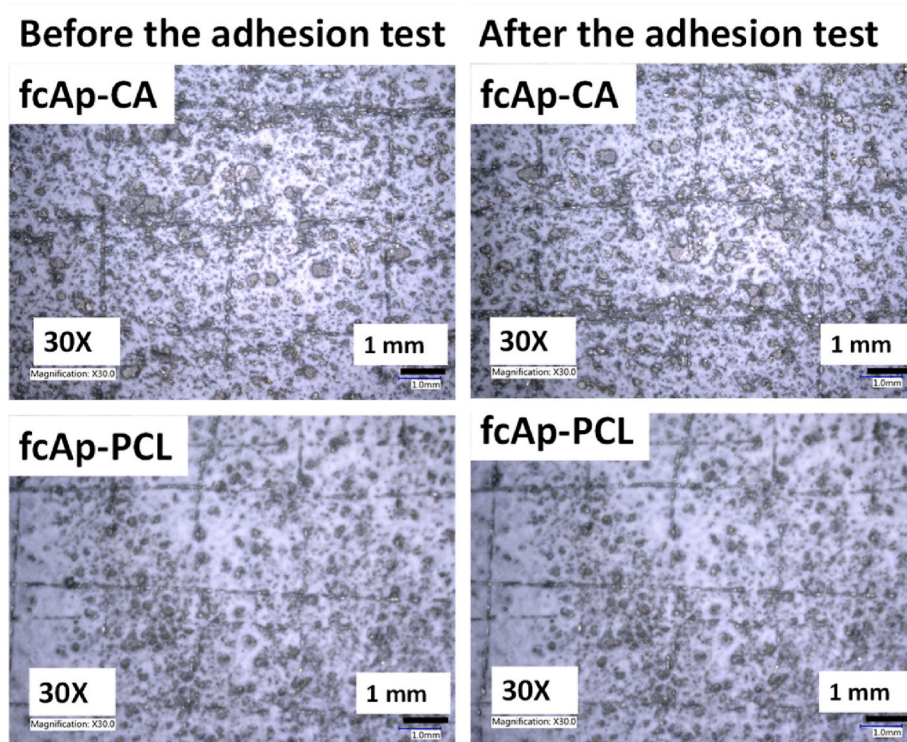 Before the adhesion test
After the adhesion test
fcAp-CA
fcAp-CA
30X
1 mm
Magnification: X30.0
1.0mm
30X
1 mm
Magnification: X30.0
1.0mm
fcAp-PCL
fcAp-PCL
30X
1 mm
Magnification: X30.0
1.0mm
30X
1 mm
Magnification: X30.0
1.0mm